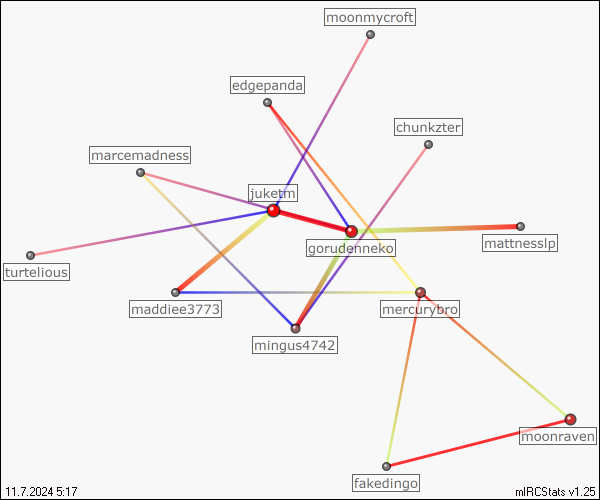 moonmycroft
edgepanda
chunkzter
marcemadness
juketm
gorudenneko
mattnesslp
turtelious
maddiee3773
mercurybro
mingus4742
moonraven
fakedingo
11.7.2024 5:17
mIRCStats v1.25